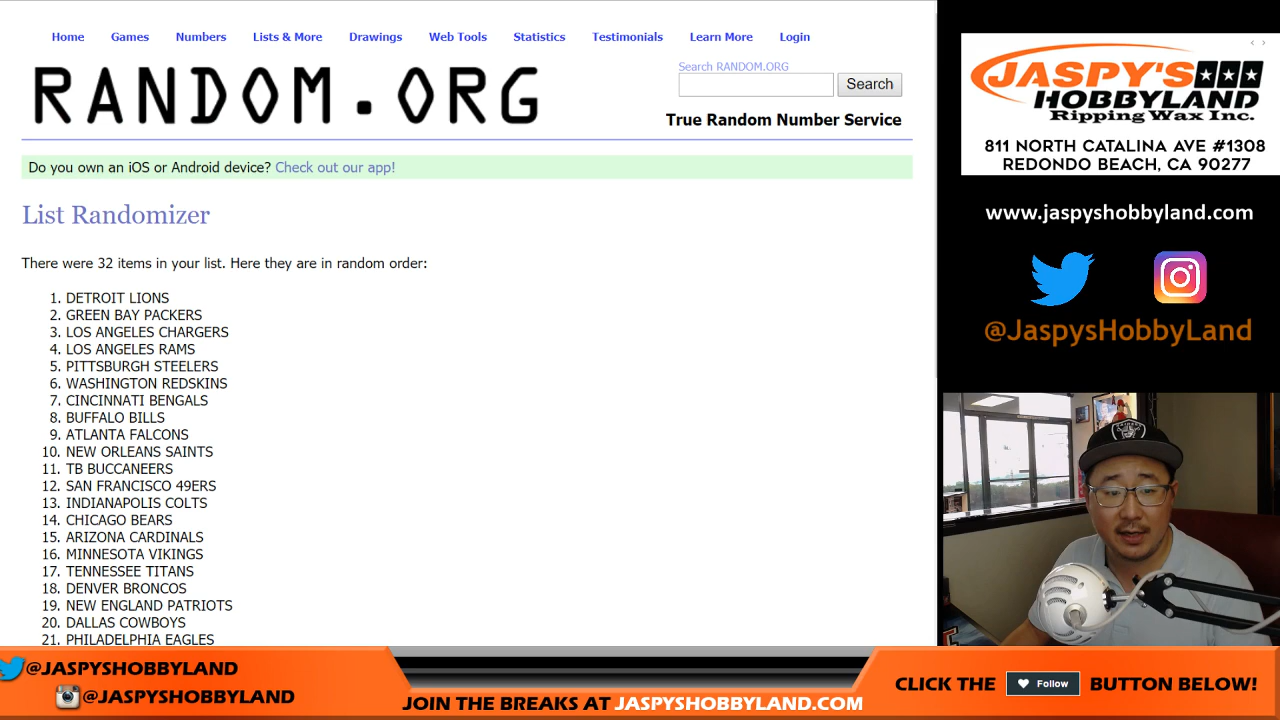 Home Games Numbers Lists & More Drawings Web Tools Statistics Testimonials Learn More Login
RANDOM.ORG
Search RANDOM.ORG
Search
True Random Number Service
Do you own an iOS or Android device? Check out our app!
List Randomizer
There were 32 items in your list. Here they are in random order:
1. DETROIT LIONS
2. GREEN BAY PACKERS
3. LOS ANGELES CHARGERS
4. LOS ANGELES RAMS
5. PITTSBURGH STEELERS
6. WASHINGTON REDSKINS
7. CINCINNATI BENGALS
8. BUFFALO BILLS
9. ATLANTA FALCONS
10. NEW ORLEANS SAINTS
11. TB BUCCANEERS
12. SAN FRANCISCO 49ERS
13. INDIANAPOLIS COLTS
14. CHICAGO BEARS
15. ARIZONA CARDINALS
16. MINNESOTA VIKINGS
17. TENNESSEE TITANS
18. DENVER BRONCOS
19. NEW ENGLAND PATRIOTS
20. DALLAS COWBOYS
21. PHILADELPHIA EAGLES
JASPY'S
HOBBYLAND
Ripping Wax Inc.
811 NORTH CATALINA AVE #1308
REDONDO BEACH, CA 90277
www.jaspyshobbyland.com
@JaspysHobbyLand
RAIDERS
@JASPYSHOBBYLAND
@JASPYSHOBBYLAND
JOIN THE BREAKS AT JASPYSHOBBYLAND.COM
CLICK THE Follow BUTTON BELOW!